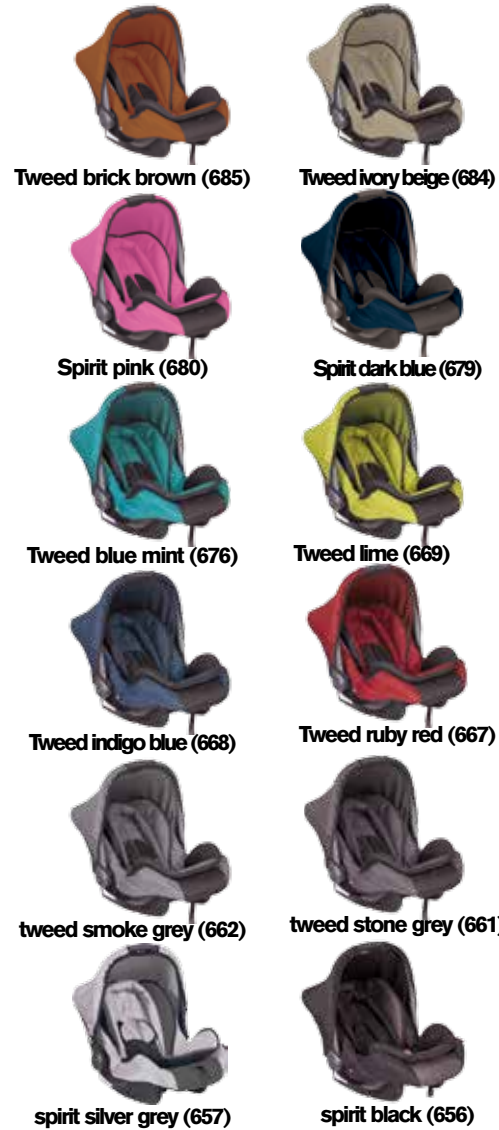 Tweed brick brown (685)
Tweed ivory beige (684)
Spirit pink (680)
Spirit dark blue (679)
Tweed blue mint (676)
Tweed lime (669)
Tweed indigo blue (668)
Tweed ruby red (667)
tweed smoke grey (662)
tweed stone grey (661)
spirit silver grey (657)
spirit black (656)